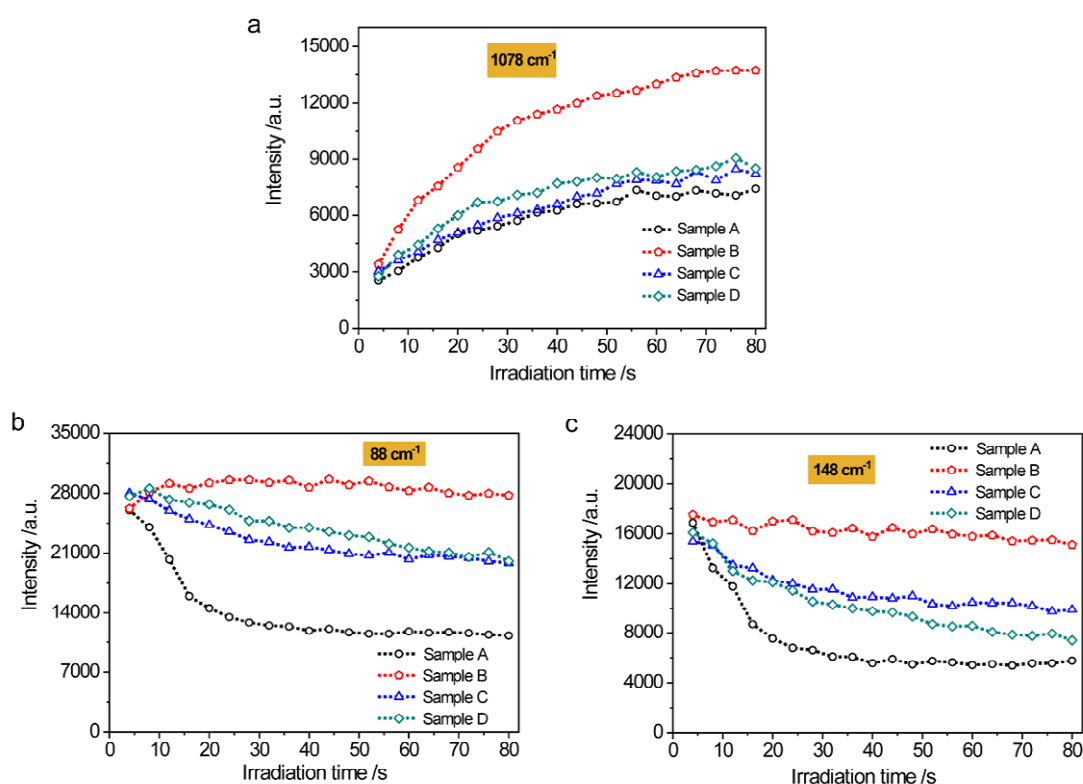 a
1078 cm-1
15000
12000
9000
6000
3000
0
Intensity /a.u.
Sample A
Sample B
Sample C
Sample D
0 10 20 30 40 50 60 70 80
Irradiation time /s
b
88 cm-1
35000
28000
21000
14000
7000
0
Intensity /a.u.
Sample A
Sample B
Sample C
Sample D
0 10 20 30 40 50 60 70 80
Irradiation time /s
c
148 cm-1
24000
20000
16000
12000
8000
4000
0
Intensity /a.u.
Sample A
Sample B
Sample C
Sample D
0 10 20 30 40 50 60 70 80
Irradiation time /s